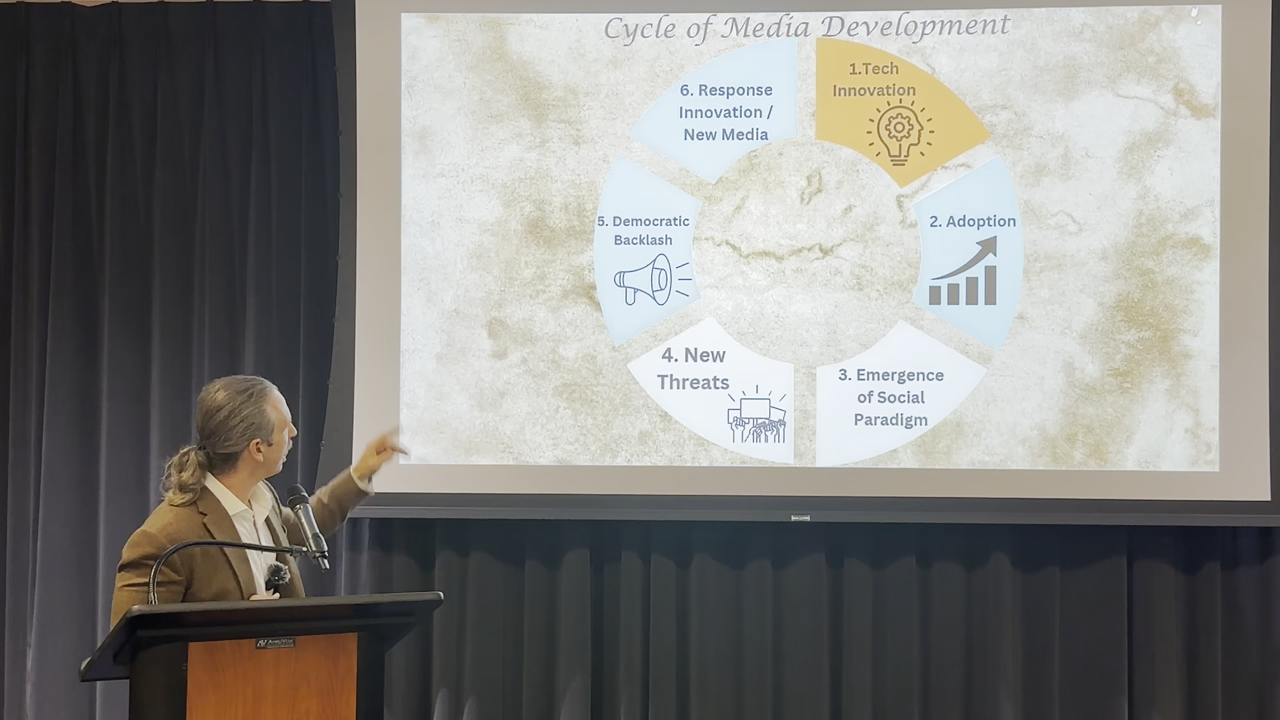 Cycle of Media Development
1.Tech
Innovation
2. Adoption
3. Emergence
of Social
Paradigm
4. New
Threats
5. Democratic
Backlash
6. Response
Innovation /
New Media